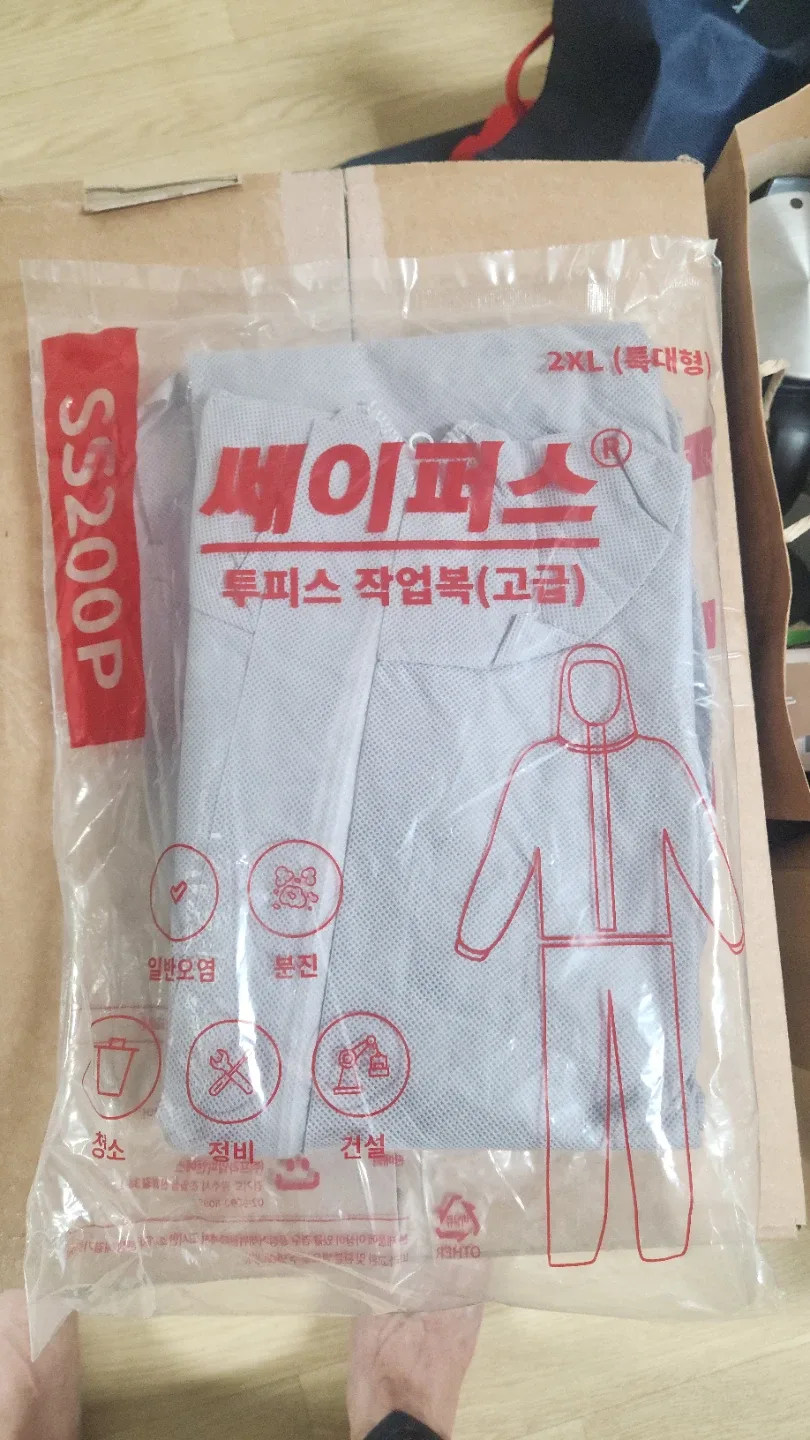 2XL (특대형)
SS200P
쎄이퍼스®
투피스 작업복(고급)
일반오염
분진
청소
정비
건설
OTHER